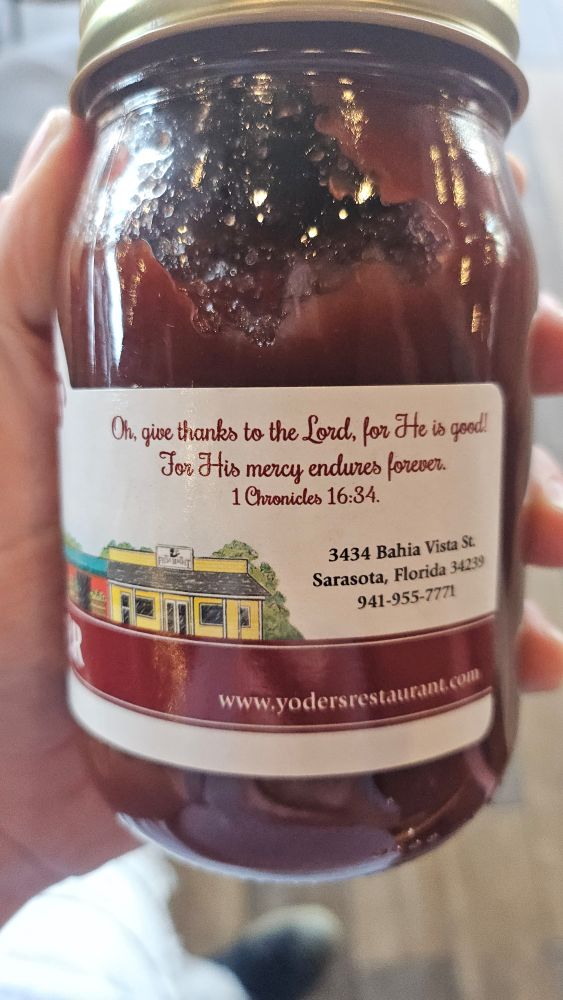 Oh, give thanks to the Lord, for He is good!
For His mercy endures forever.
1 Chronicles 16:34.
3434 Bahia Vista St.
Sarasota, Florida 34239
941-955-7771
R
www.yodersrestaurant.com